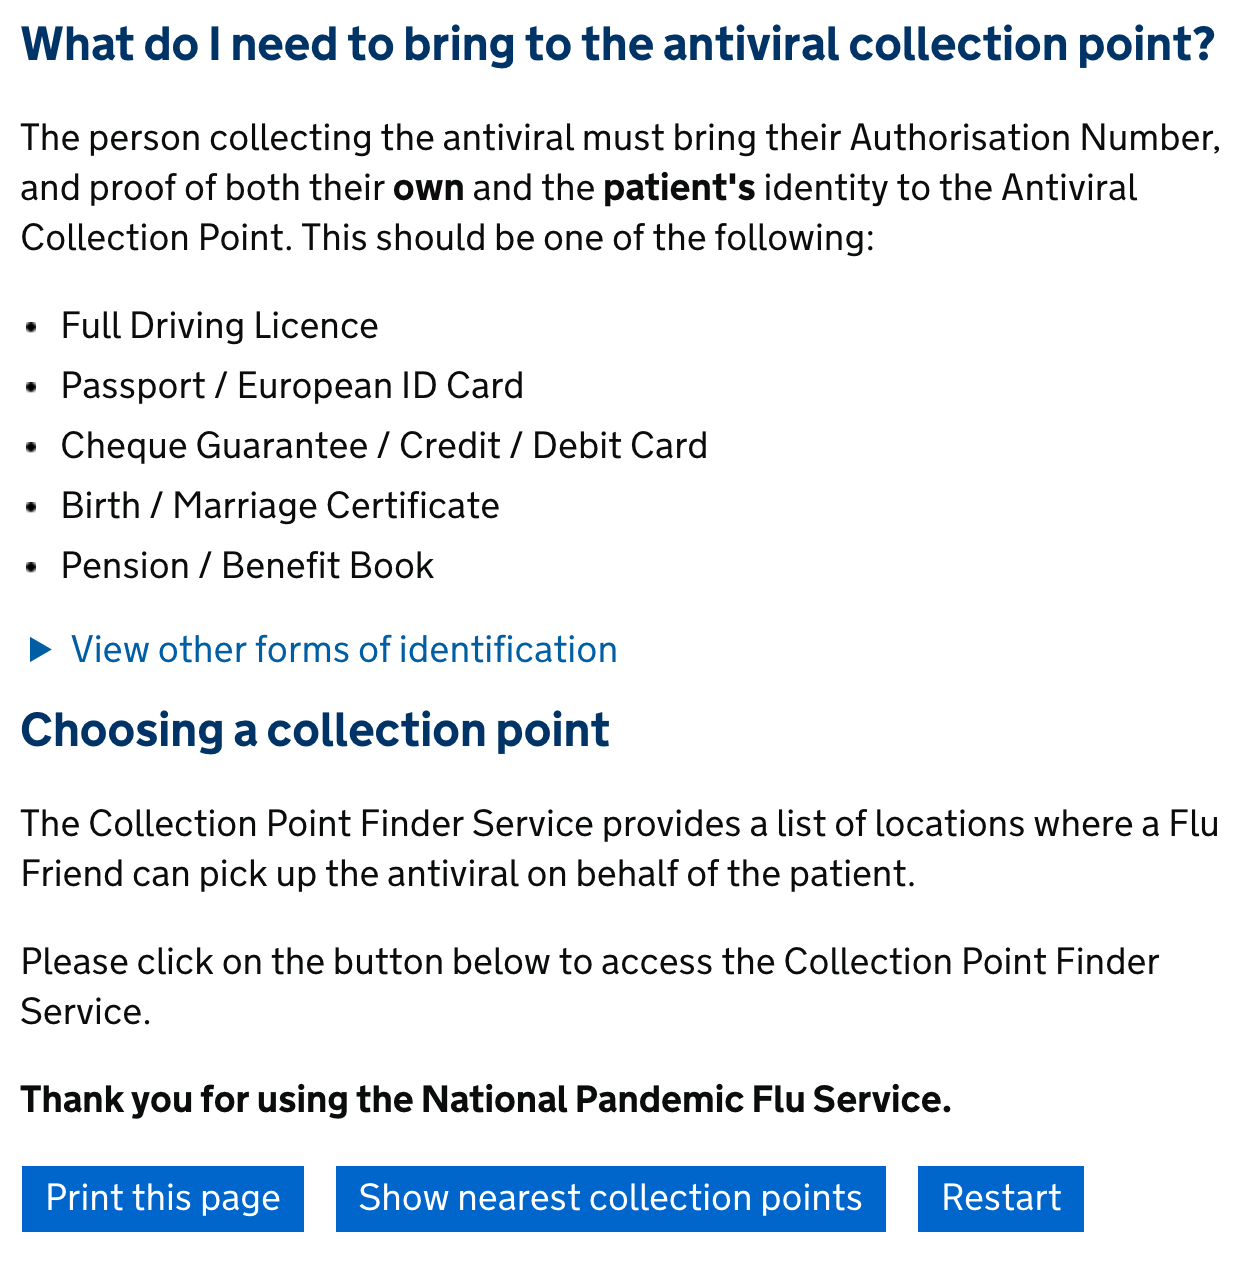 What do I need to bring to the antiviral collection point?
The person collecting the antiviral must bring their Authorisation Number,
and proof of both their own and the patient's identity to the Antiviral
Collection Point. This should be one of the following:
• Full Driving Licence
• Passport / European ID Card
• Cheque Guarantee / Credit / Debit Card
• Birth / Marriage Certificate
• Pension / Benefit Book
▶ View other forms of identification
Choosing a collection point
The Collection Point Finder Service provides a list of locations where a Flu
Friend can pick up the antiviral on behalf of the patient.
Please click on the button below to access the Collection Point Finder
Service.
Thank you for using the National Pandemic Flu Service.
Print this page Show nearest collection points Restart